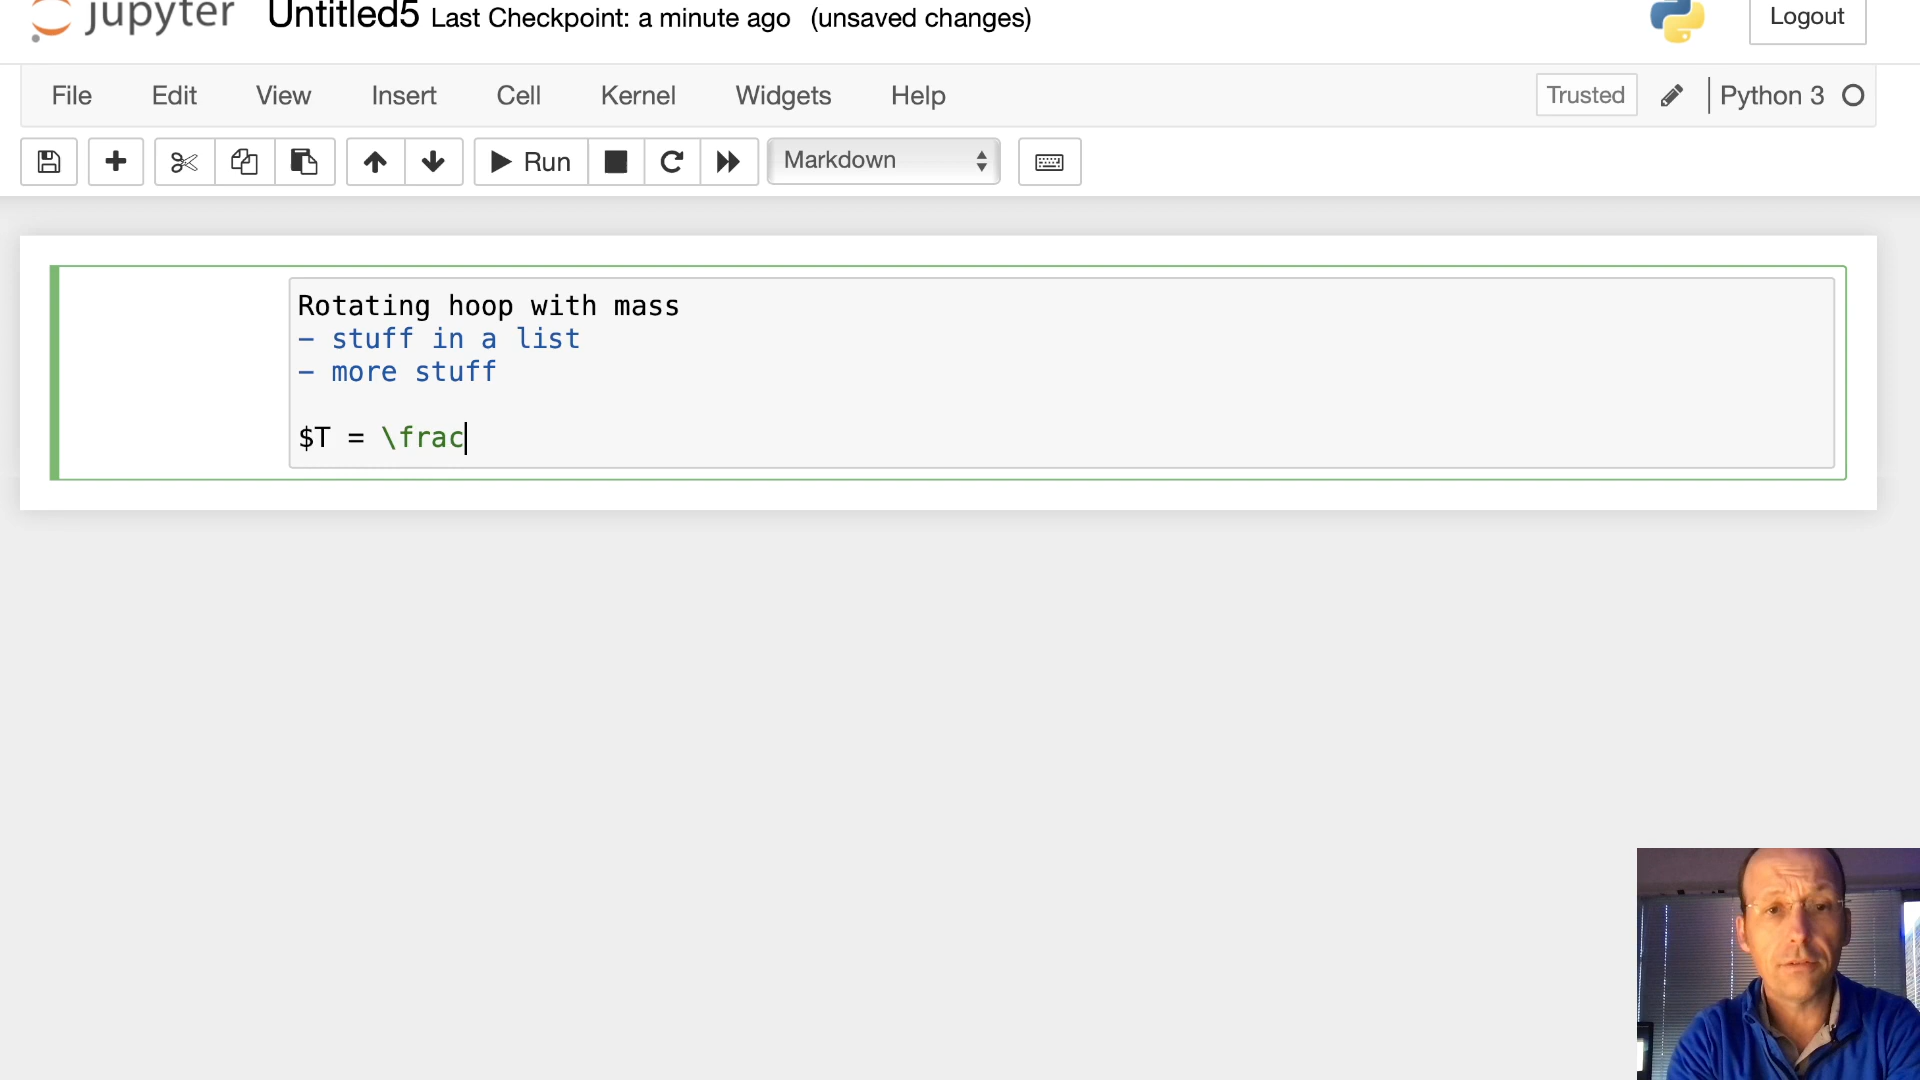 jupyter Untitled5 Last Checkpoint: a minute ago (unsaved changes) Logout
File Edit View Insert Cell Kernel Widgets Help Trusted Python 3
Run Markdown
Rotating hoop with mass
- stuff in a list
- more stuff
$T = \frac